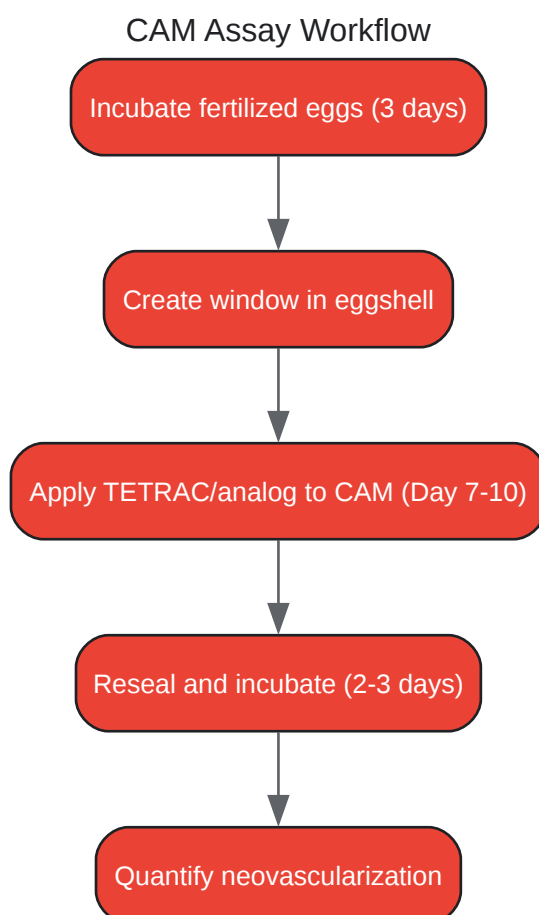 CAM Assay Workflow
Incubate fertilized eggs (3 days)
Create window in eggshell
Apply TETRAC/analog to CAM (Day 7-10)
Reseal and incubate (2-3 days)
Quantify neovascularization